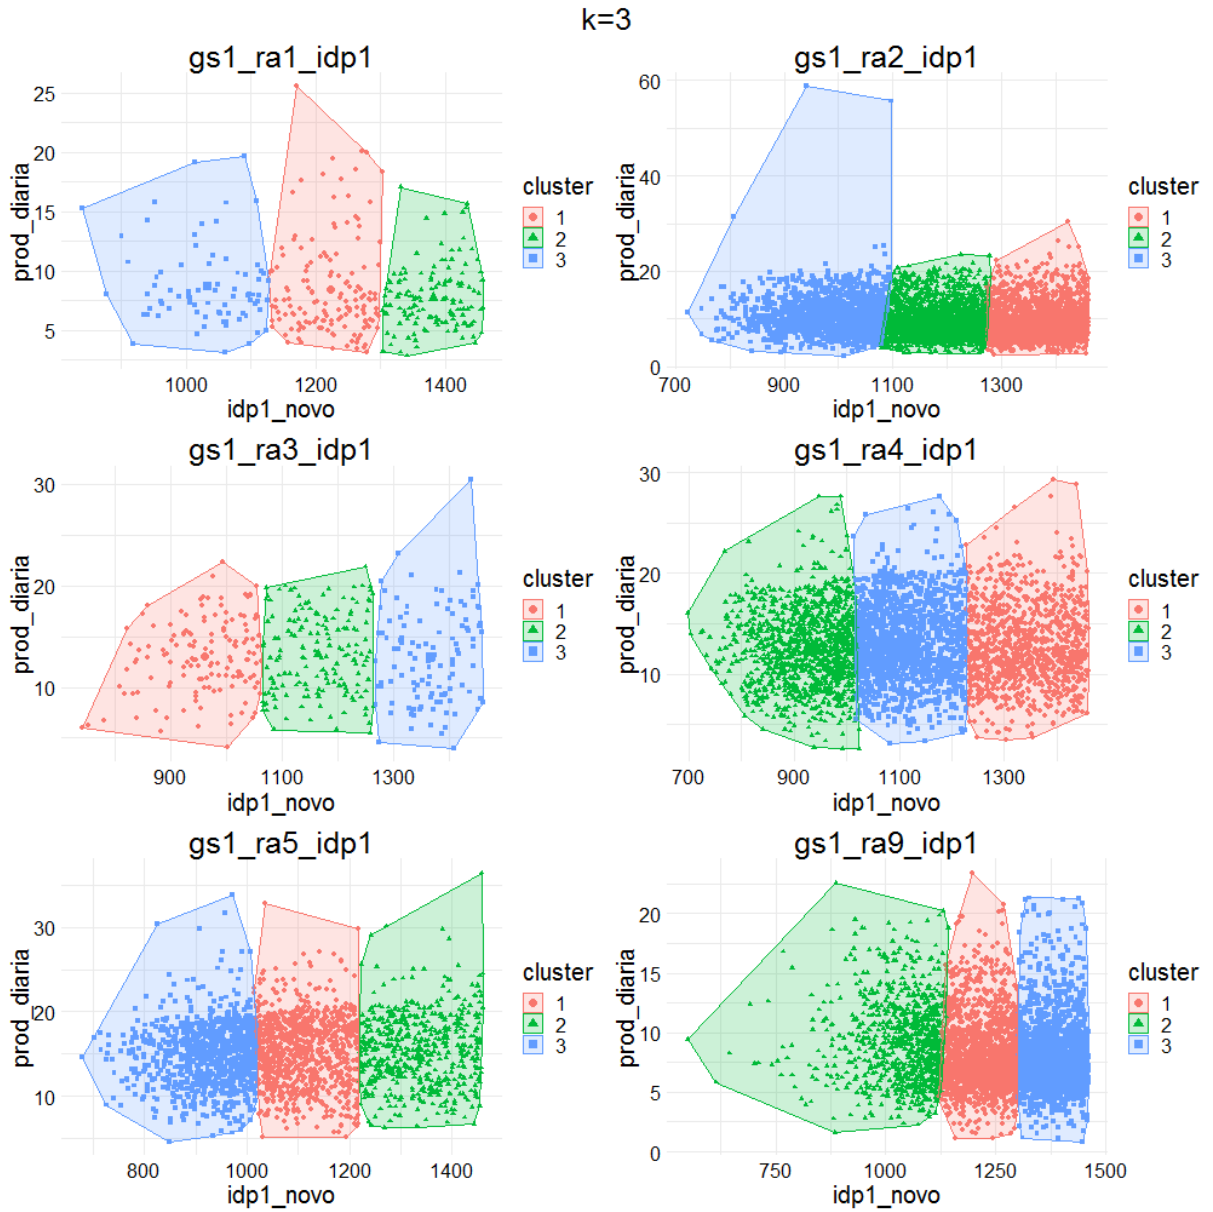 k=3
gs1_ra1_idp1
prod_diaria
25
20
15
10
5
1000 1200 1400
idp1_novo
cluster
1
2
3
gs1_ra2_idp1
prod_diaria
60
40
20
0
700 900 1100 1300
idp1_novo
cluster
1
2
3
gs1_ra3_idp1
prod_diaria
30
20
10
900 1100 1300
idp1_novo
cluster
1
2
3
gs1_ra4_idp1
prod_diaria
30
20
10
700 900 1100 1300
idp1_novo
cluster
1
2
3
gs1_ra5_idp1
prod_diaria
30
20
10
800 1000 1200 1400
idp1_novo
cluster
1
2
3
gs1_ra9_idp1
prod_diaria
20
15
10
5
0
750 1000 1250 1500
idp1_novo
cluster
1
2
3